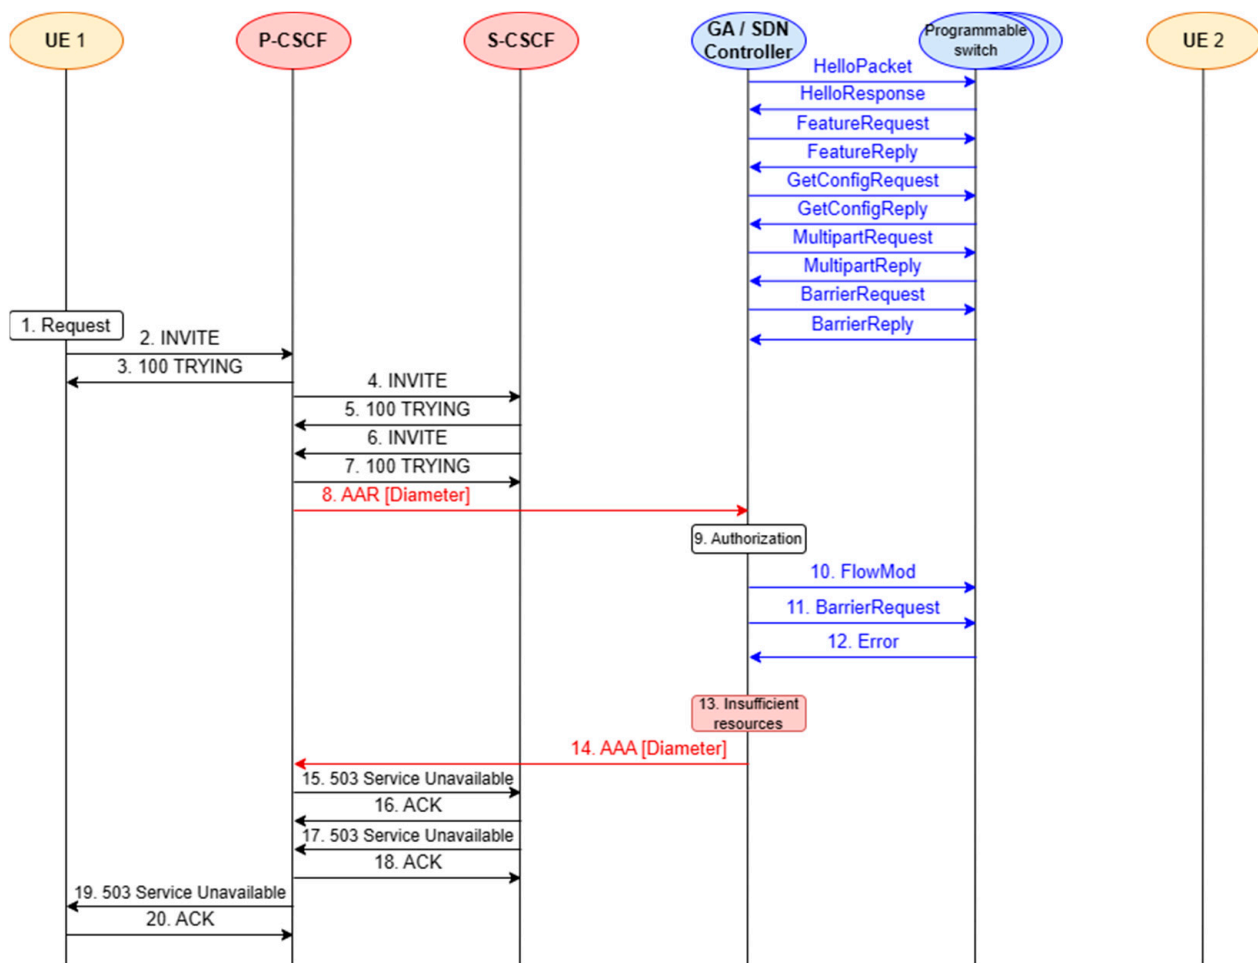 UE 1
P-CSCF
S-CSCF
GA / SDN
Controller
Programmable
switch
UE 2
HelloPacket
HelloResponse
FeatureRequest
FeatureReply
GetConfigRequest
GetConfigReply
MultipartRequest
MultipartReply
BarrierRequest
BarrierReply
1. Request
2. INVITE
3. 100 TRYING
4. INVITE
5. 100 TRYING
6. INVITE
7. 100 TRYING
8. AAR [Diameter]
9. Authorization
10. FlowMod
11. BarrierRequest
12. Error
13. Insufficient
resources
14. AAA [Diameter]
15. 503 Service Unavailable
16. ACK
17. 503 Service Unavailable
18. ACK
19. 503 Service Unavailable
20. ACK